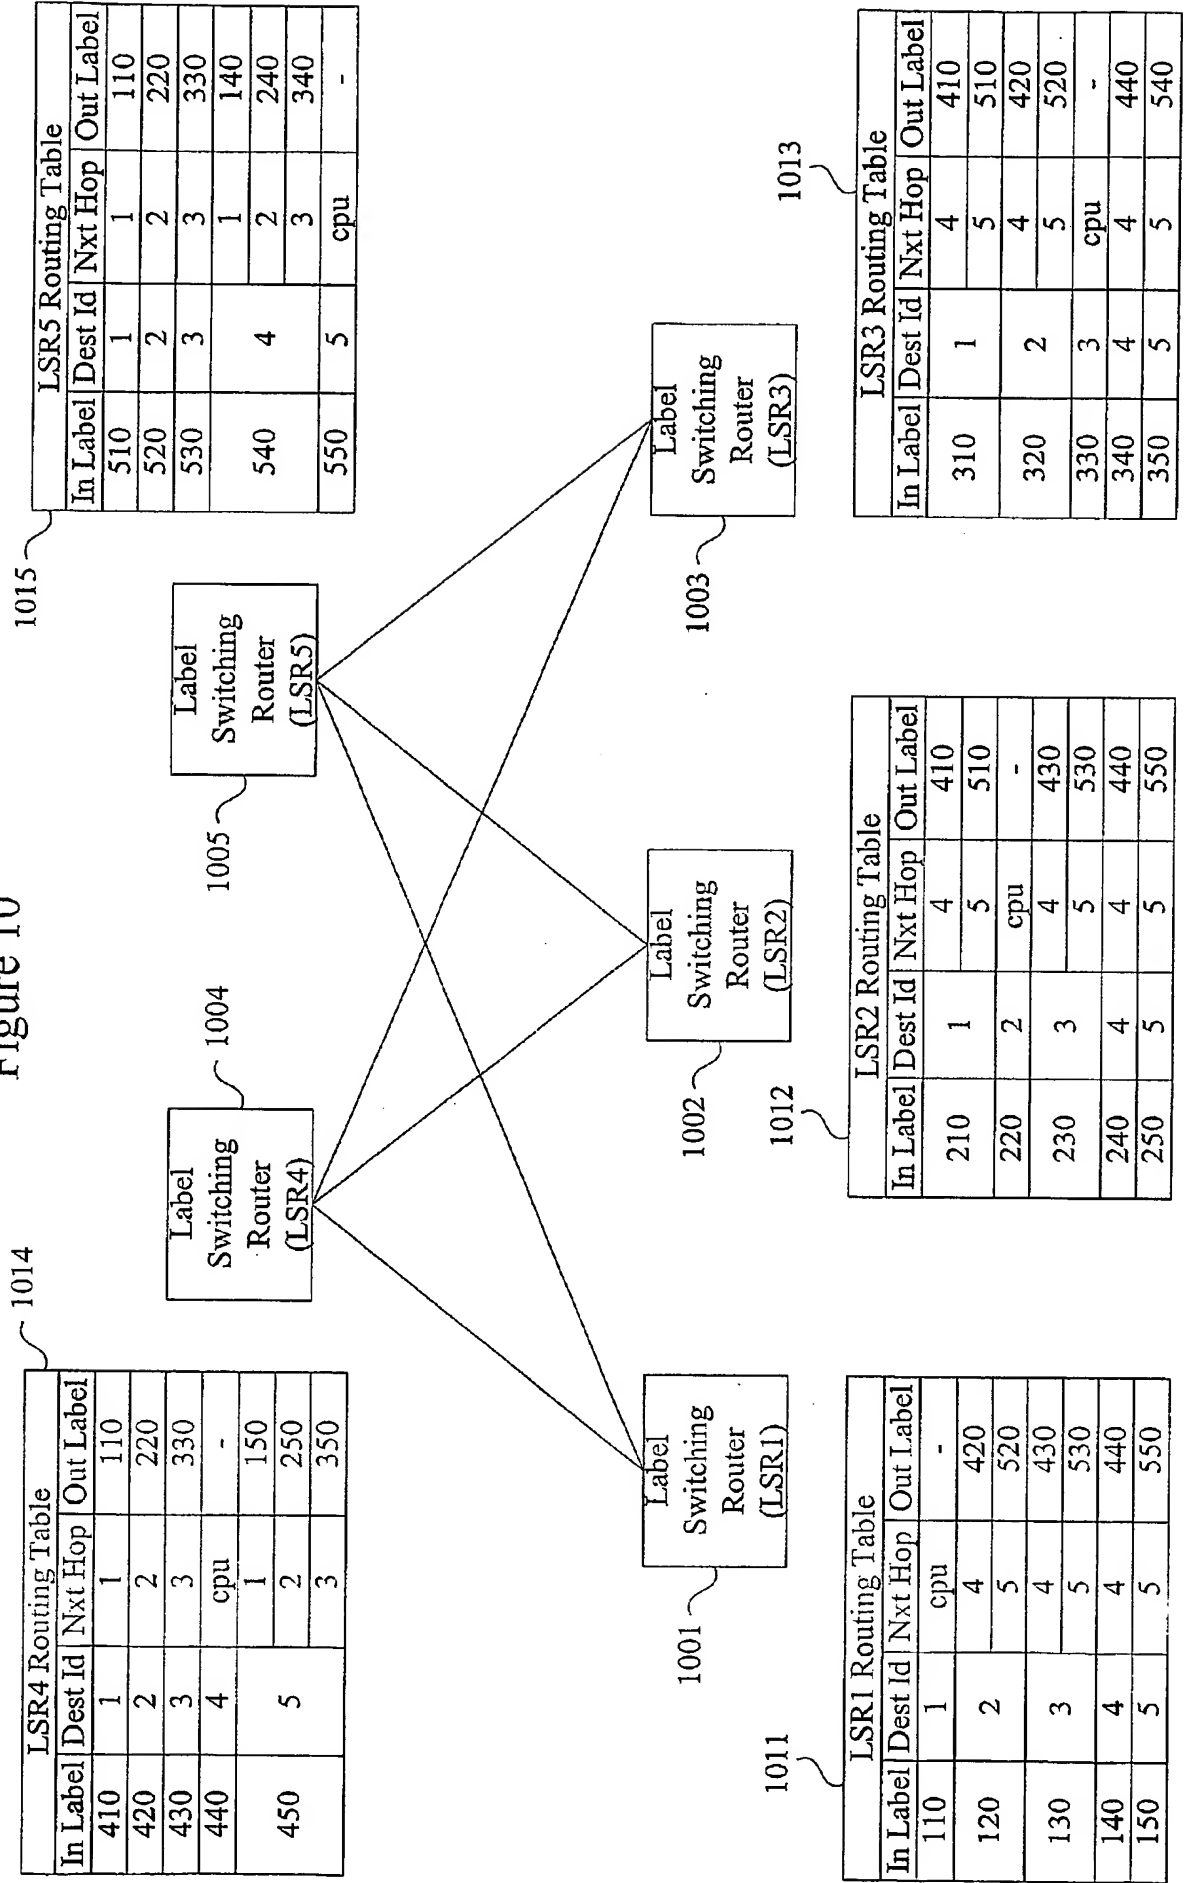 Figure 10
1014
LSR4 Routing Table
In Label Dest Id Nxt Hop Out Label
410 1 1 110
420 2 2 220
430 3 3 330
440 4 cpu -
450 5 1 150
2 250
3 350
1004
Label
Switching
Router
(LSR4)
1005
Label
Switching
Router
(LSR5)
1015
LSR5 Routing Table
In Label Dest Id Nxt Hop Out Label
510 1 1 110
520 2 2 220
530 3 3 330
540 4 1 140
2 240
3 340
550 5 cpu -
1001
Label
Switching
Router
(LSR1)
1002
Label
Switching
Router
(LSR2)
1003
Label
Switching
Router
(LSR3)
1011
LSR1 Routing Table
In Label Dest Id Nxt Hop Out Label
110 1 cpu -
120 2 4 420
5 520
130 3 4 430
5 530
140 4 4 440
150 5 5 550
1012
LSR2 Routing Table
In Label Dest Id Nxt Hop Out Label
210 1 4 410
5 510
220 2 cpu -
230 3 4 430
5 530
240 4 4 440
250 5 5 550
1013
LSR3 Routing Table
In Label Dest Id Nxt Hop Out Label
310 1 4 410
5 510
320 2 4 420
5 520
330 3 cpu -
340 4 4 440
350 5 5 540